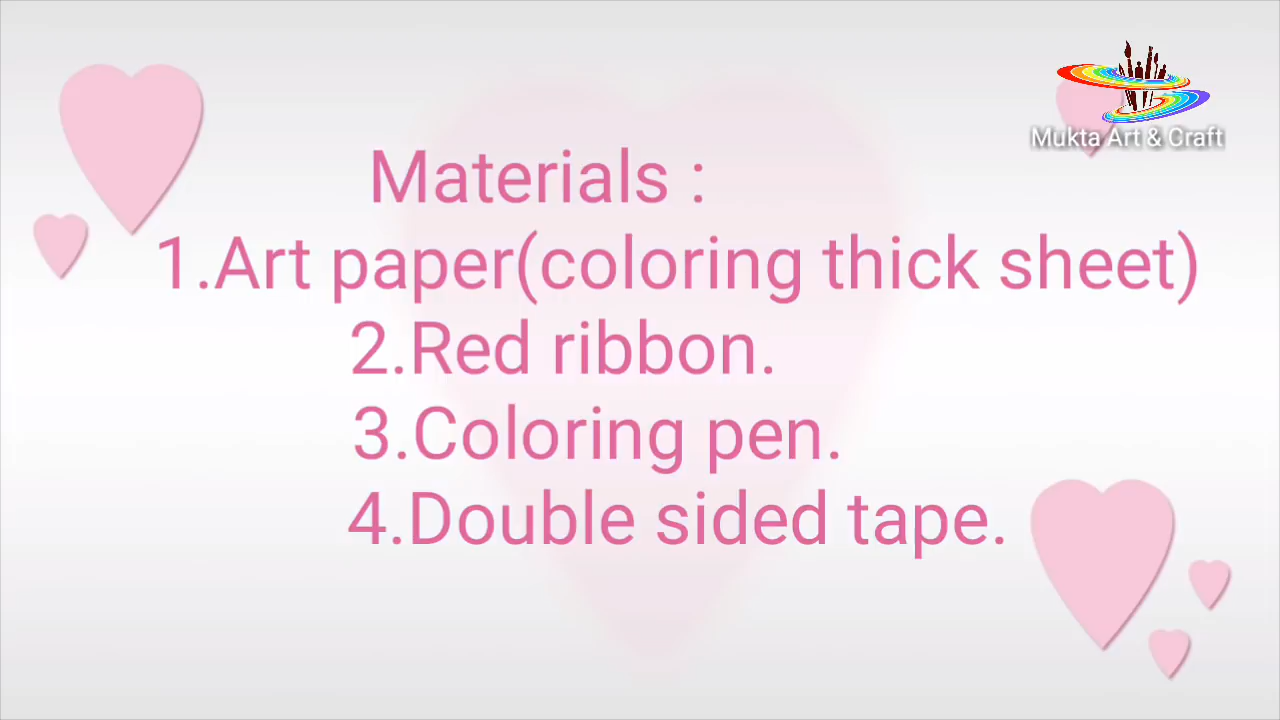 Mukta Art & Craft
Materials :
1.Art paper(coloring thick sheet)
2.Red ribbon.
3.Coloring pen.
4.Double sided tape.